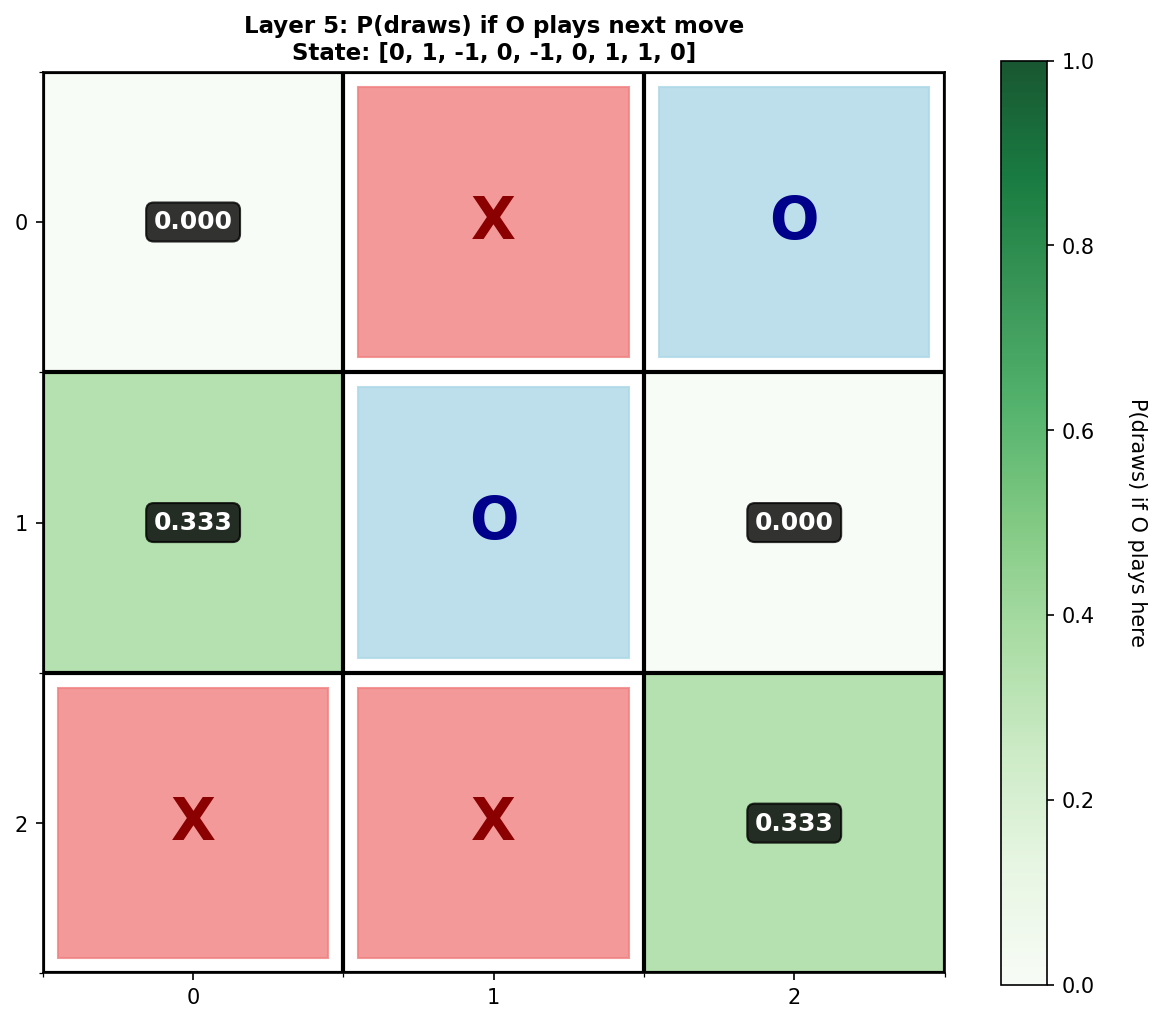 Layer 5: P(draws) if O plays next move
State: [0, 1, -1, 0, -1, 0, 1, 1, 0]
0
0.000
X
O
1
0.333
O
0.000
2
X
X
0.333
0
1
2
1.0
0.8
0.6
0.4
0.2
0.0
P(draws) if O plays here